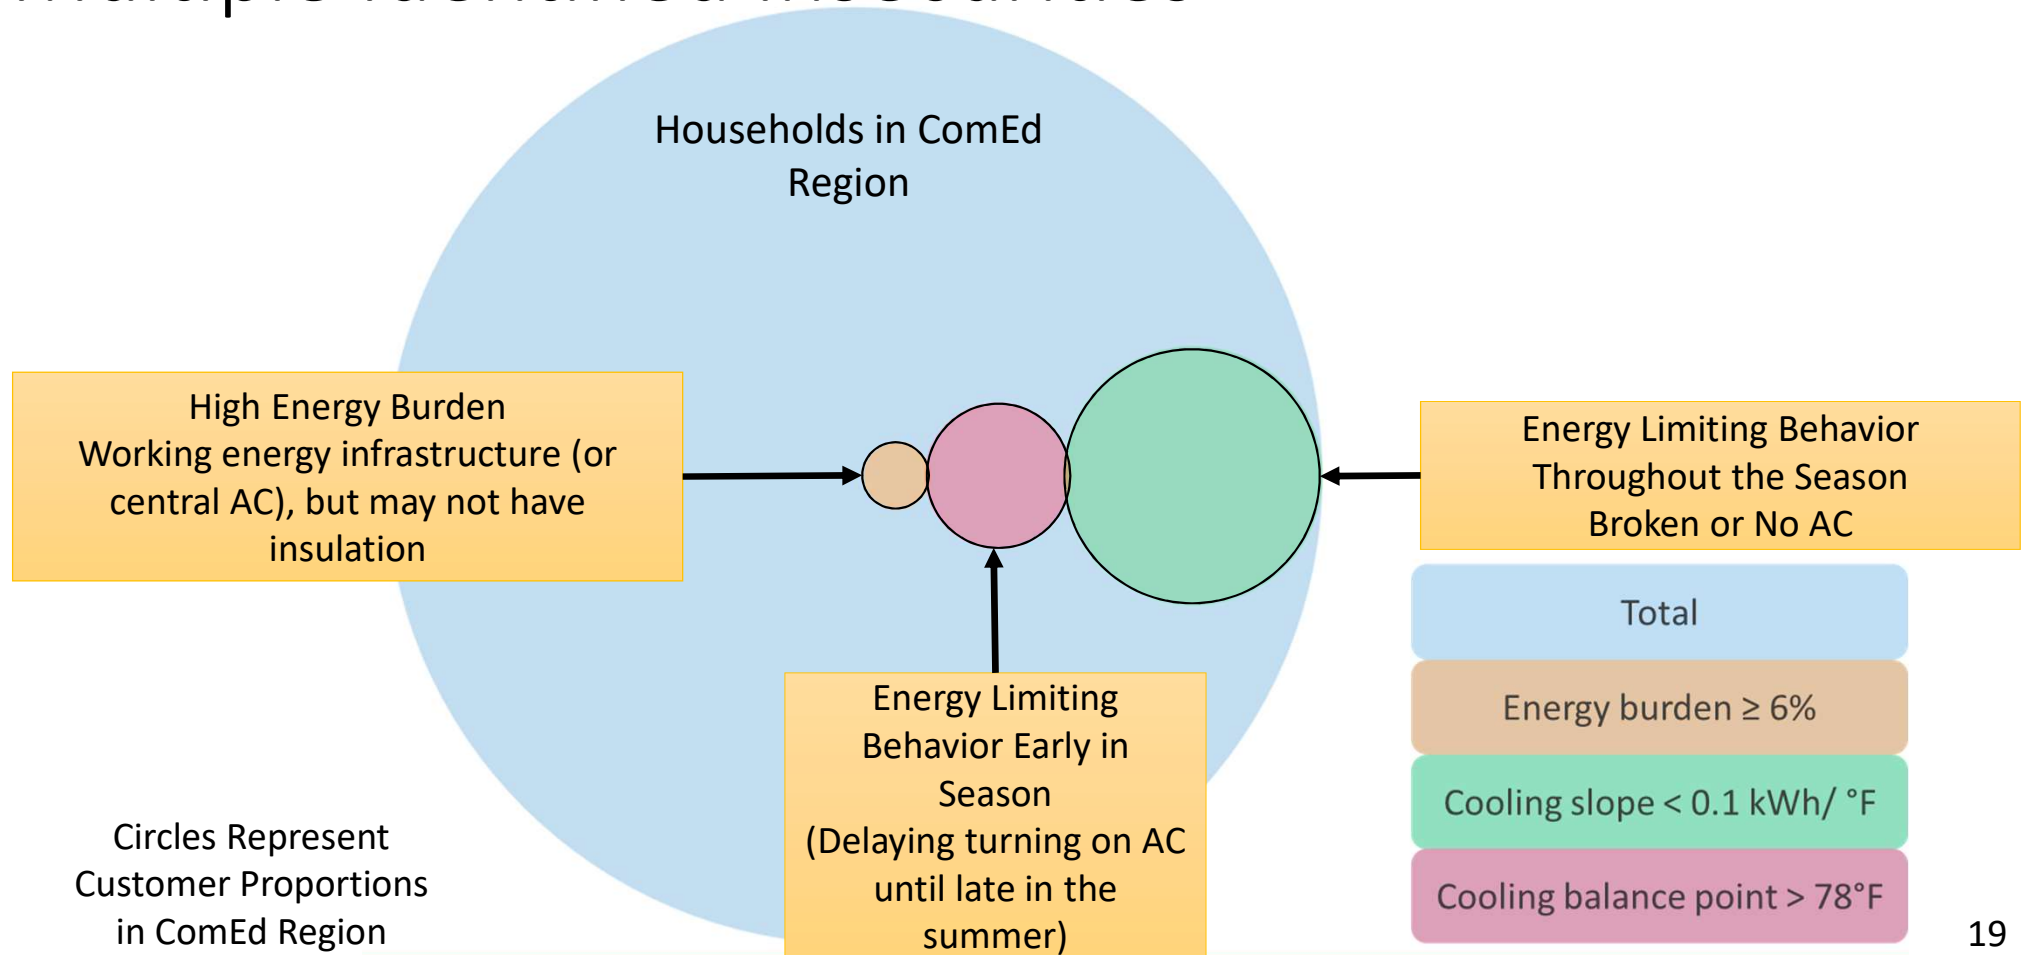 Households in ComEd
Region
High Energy Burden
Working energy infrastructure (or
central AC), but may not have
insulation
Energy Limiting Behavior
Throughout the Season
Broken or No AC
Energy Limiting
Behavior Early in
Season
(Delaying turning on AC
until late in the
summer)
Total
Energy burden ≥ 6%
Cooling slope < 0.1 kWh/ °F
Cooling balance point > 78°F
Circles Represent
Customer Proportions
in ComEd Region
19